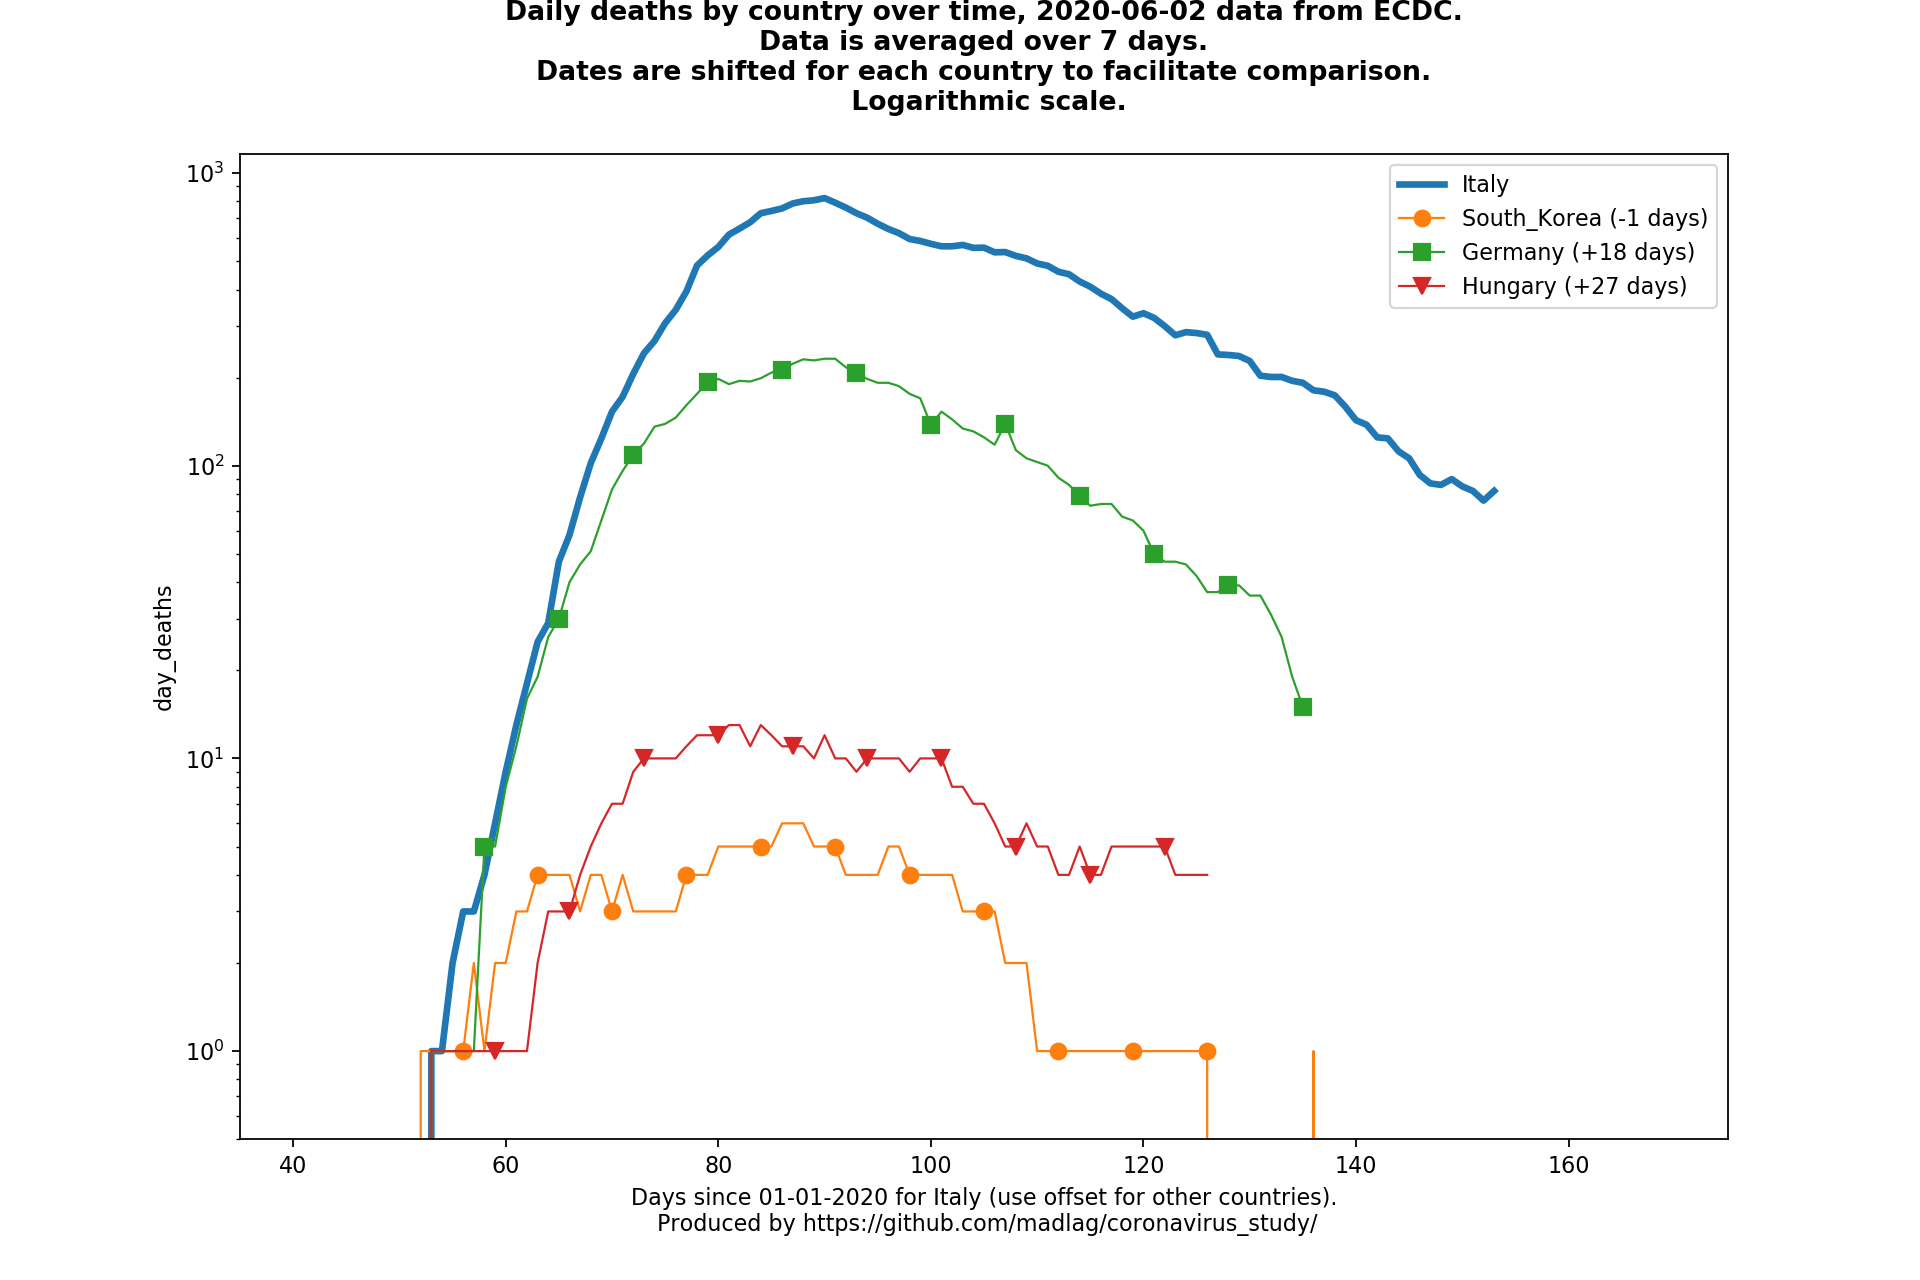 Daily deaths by country over time, 2020-06-02 data from ECDC.
Data is averaged over 7 days.
Dates are shifted for each country to facilitate comparison.
Logarithmic scale.
10³
10²
10¹
10⁰
day_deaths
Italy
South_Korea (-1 days)
Germany (+18 days)
Hungary (+27 days)
40 60 80 100 120 140 160
Days since 01-01-2020 for Italy (use offset for other countries).
Produced by https://github.com/madlag/coronavirus_study/